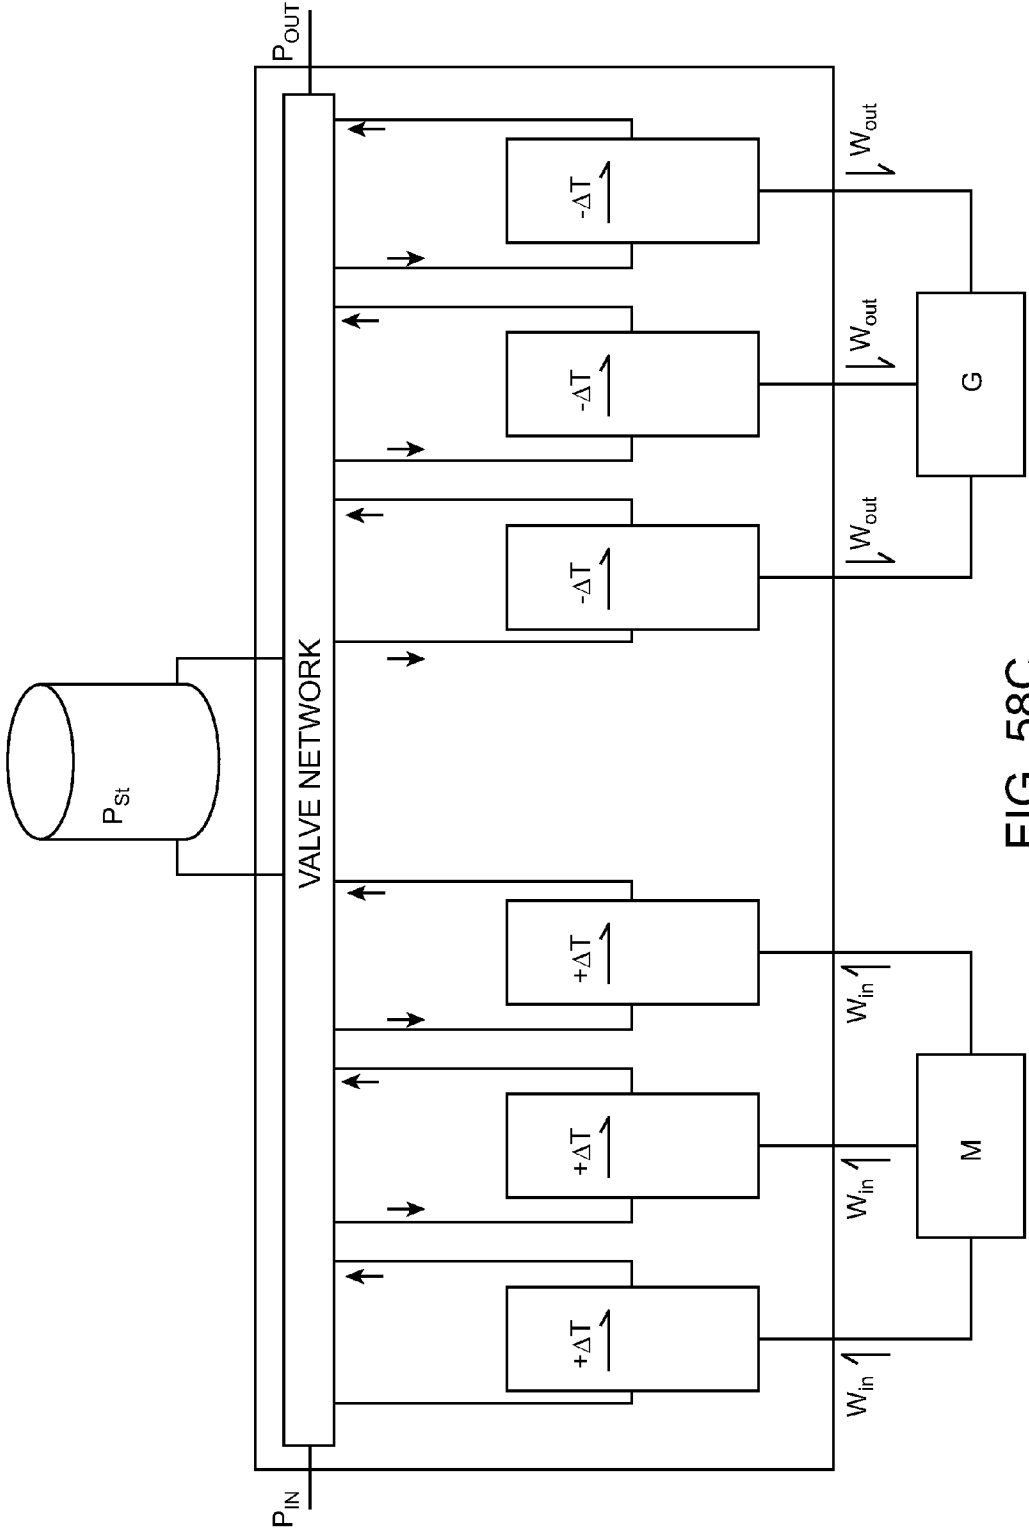 P_St
P_IN
VALVE NETWORK
P_OUT
+ΔT
+ΔT
+ΔT
-ΔT
-ΔT
-ΔT
W_in
W_in
W_in
W_out
W_out
W_out
M
G
FIG 58C